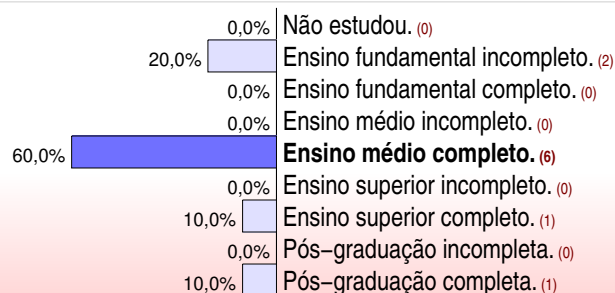 0,0% Não estudou. (0)
20,0% Ensino fundamental incompleto. (2)
0,0% Ensino fundamental completo. (0)
0,0% Ensino médio incompleto. (0)
60,0% Ensino médio completo. (6)
0,0% Ensino superior incompleto. (0)
10,0% Ensino superior completo. (1)
0,0% Pós−graduação incompleta. (0)
10,0% Pós−graduação completa. (1)